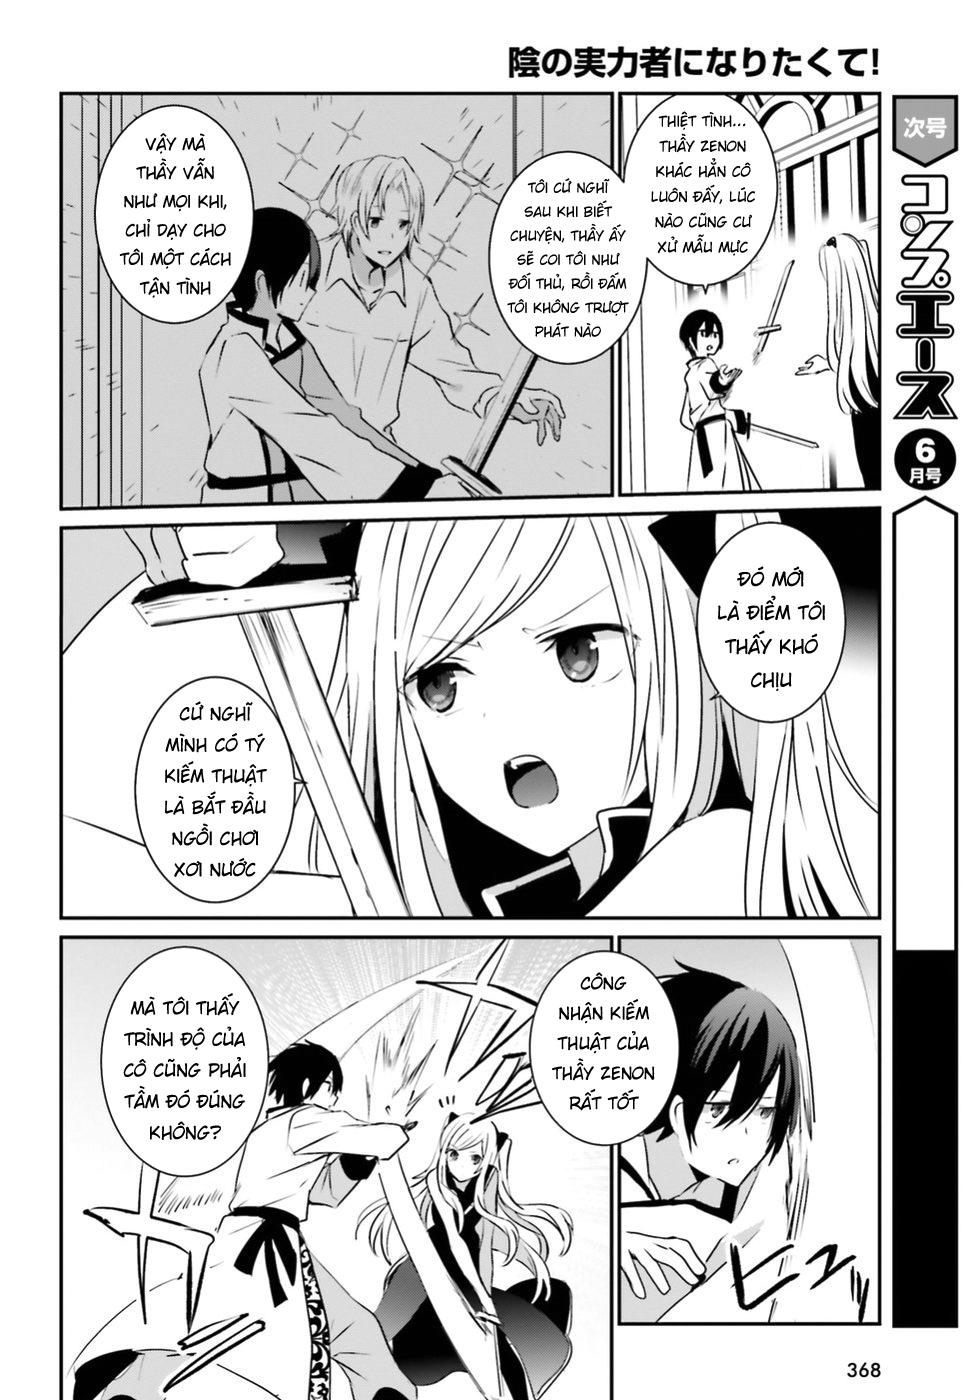 陰の実力者になりたくて!
THIỆT TÌNH...
THẦY ZENON
KHÁC HẲN CÔ
LUÔN ĐẤY, LÚC
NÀO CŨNG CƯ
XỬ MẪU MỰC
TÔI CỨ NGHĨ
SAU KHI BIẾT
CHUYỆN, THẦY ẤY
SẼ COI TÔI NHƯ
ĐỐI THỦ, RỒI ĐẤM
TÔI KHÔNG TRƯỢT
PHÁT NÀO
VẬY MÀ
THẦY VẪN
NHƯ MỌI KHI,
CHỈ DẠY CHO
TÔI MỘT CÁCH
TẬN TÌNH
ĐÓ MỚI
LÀ ĐIỂM TÔI
THẤY KHÓ
CHỊU
CỨ NGHĨ
MÌNH CÓ TÝ
KIẾM THUẬT
LÀ BẮT ĐẦU
NGỒI CHƠI
XƠI NƯỚC
CÔNG
NHẬN KIẾM
THUẬT CỦA
THẦY ZENON
RẤT TỐT
ビュ
MÀ TÔI THẤY
TRÌNH ĐỘ CỦA
CÔ CŨNG PHẢI
TẦM ĐÓ ĐÚNG
KHÔNG?
キン
次号
コンプエース
6
月号
368